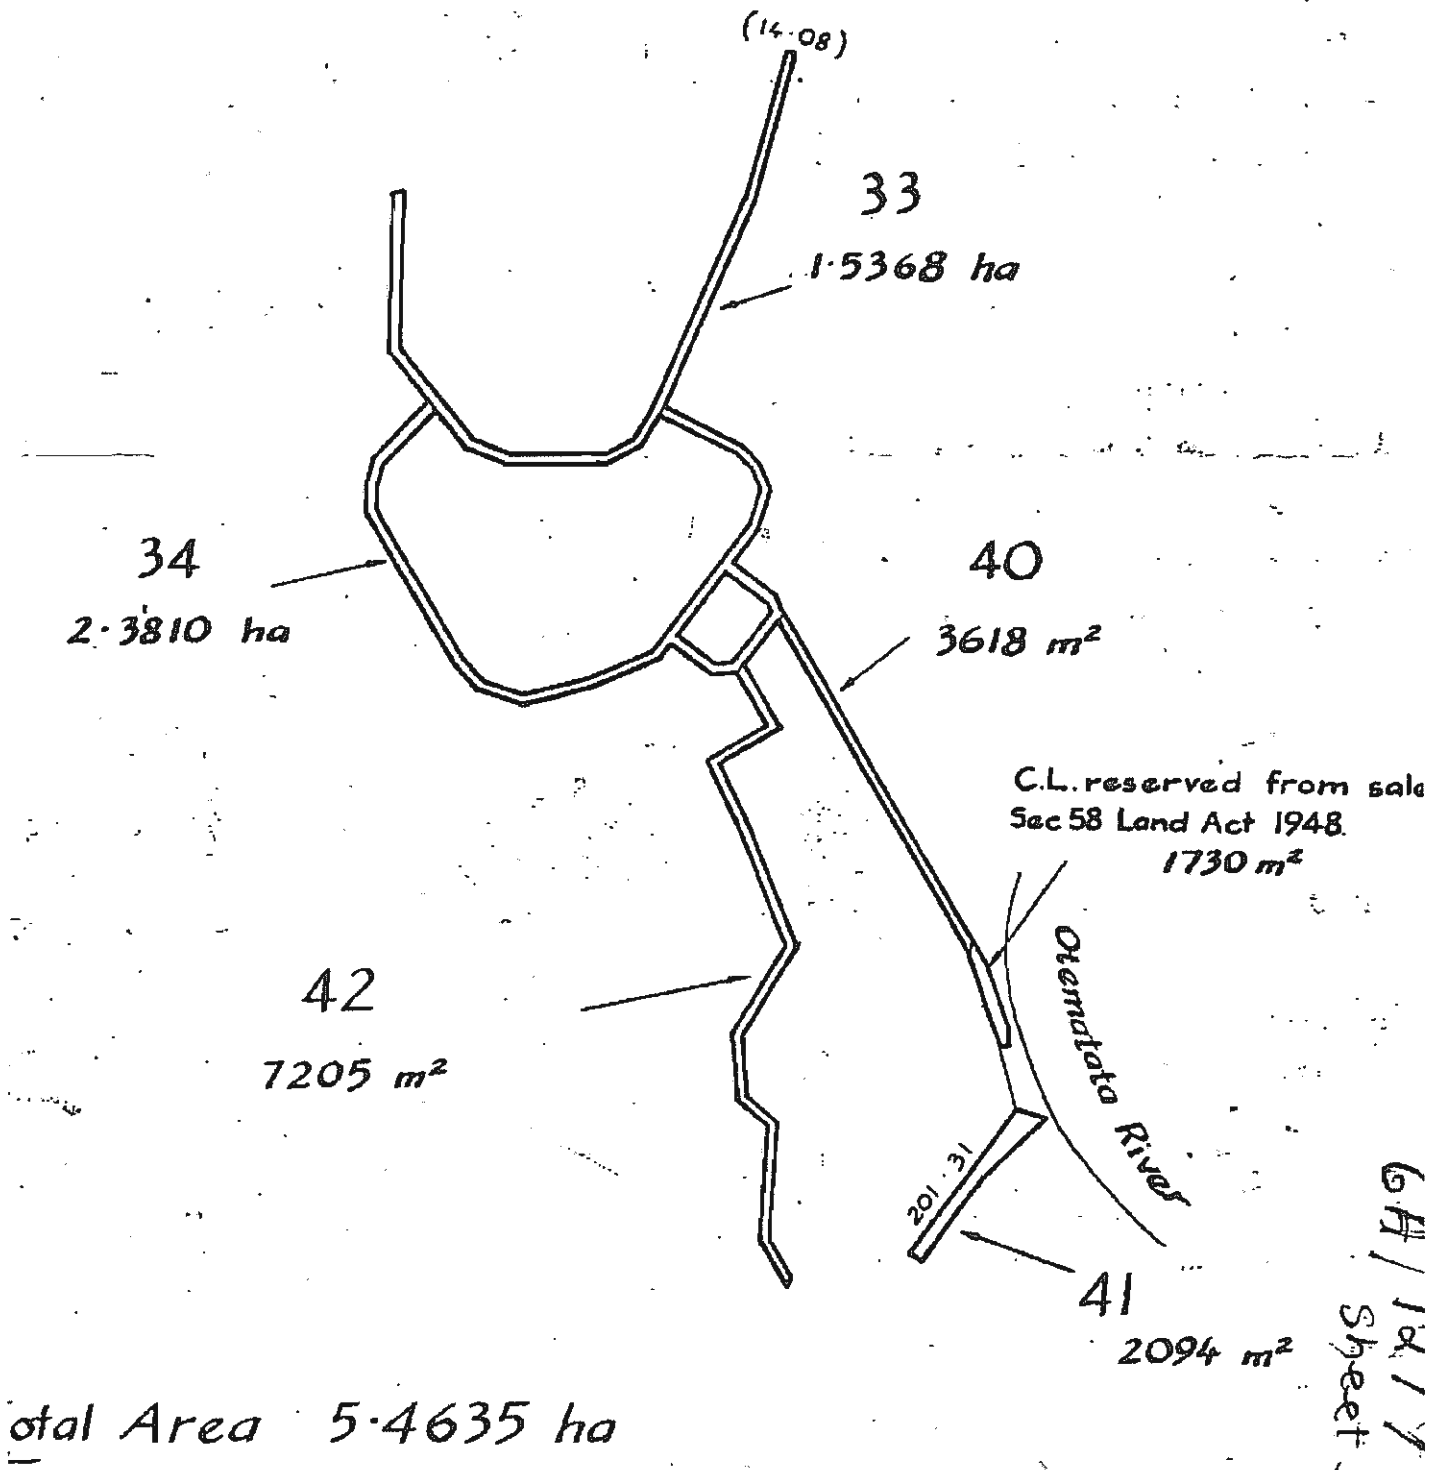 (14·08)
33
1·5368 ha
34
2·3810 ha
40
3618 m²
C.L. reserved from sale
Sec 58 Land Act 1948.
1730 m²
Otematata River
42
7205 m²
201·31
41
2094 m²
otal Area 5·4635 ha
Sheet